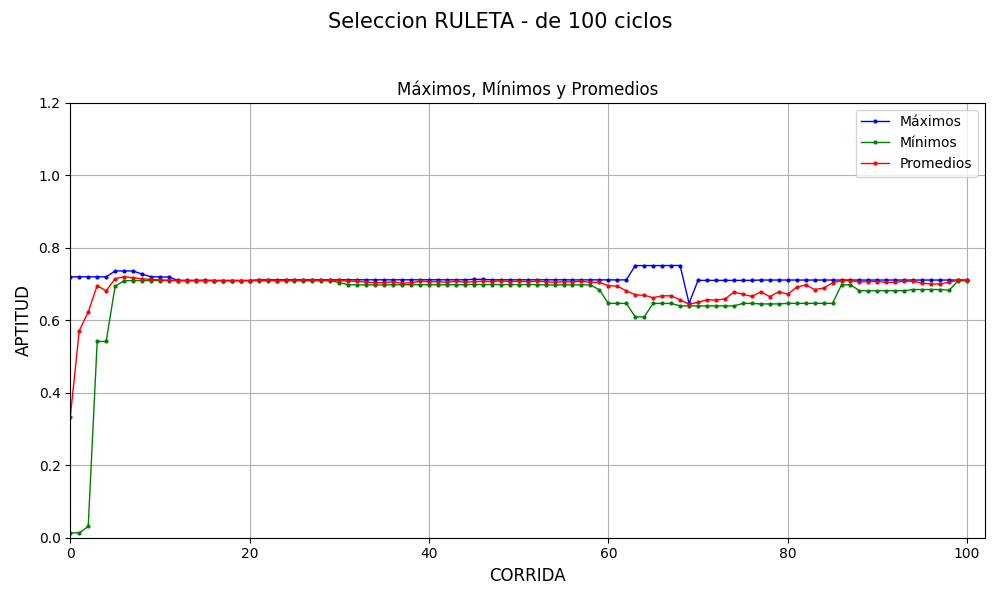 Seleccion RULETA - de 100 ciclos
Máximos, Mínimos y Promedios
1.2
1.0
0.8
0.6
0.4
0.2
0.0
APTITUD
Máximos
Mínimos
Promedios
0 20 40 60 80 100
CORRIDA